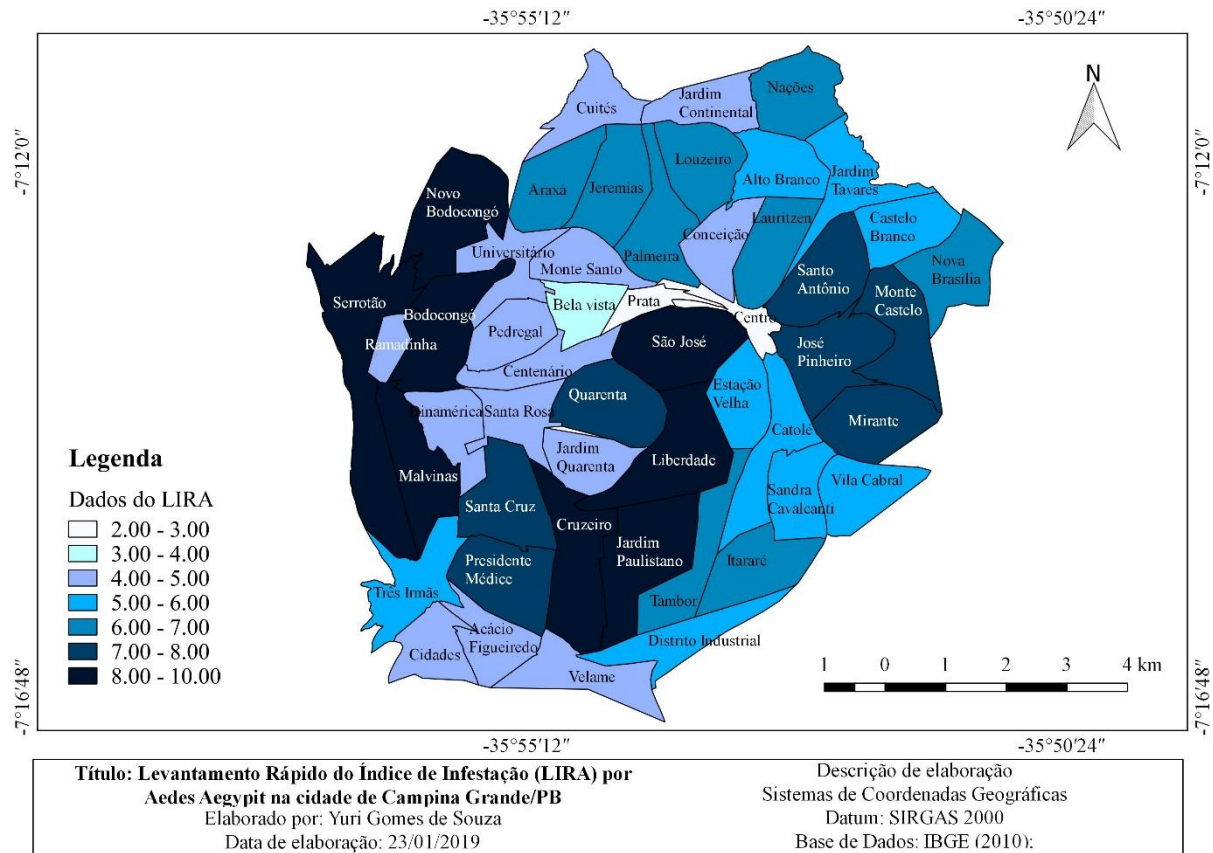 -35°55'12" -35°50'24"
-7°12'0" -7°12'0"
N
Nações
Cuités
Jardim
Continental
Louzeiro
Alto Branco
Jardim
Tavares
Araxá
Jeremias
Novo
Bodocongó
Lauritzen
Castelo
Branco
Conceição
Universitário
Palmeira
Monte Santo
Nova
Brasilia
Santo
Antônio
Serrotão
Bodocongó
Bela vista
Prata
Centro
Monte
Castelo
Ramadinha
Pedregal
São José
José
Pinheiro
Centenário
Estação
Velha
Quarenta
Dinamérica
Santa Rosa
Mirante
Catolé
Jardim
Quarenta
Liberdade
Malvinas
Vila Cabral
Sandra
Cavalcanti
Santa Cruz
Cruzeiro
Jardim
Paulistano
Presidente
Médice
Itararé
Três Irmãs
Tambor
Acácio
Figueiredo
Distrito Industrial
Cidades
Velame
Legenda
Dados do LIRA
2.00 - 3.00
3.00 - 4.00
4.00 - 5.00
5.00 - 6.00
6.00 - 7.00
7.00 - 8.00
8.00 - 10.00
1 0 1 2 3 4 km
-7°16'48" -7°16'48"
-35°55'12" -35°50'24"
Título: Levantamento Rápido do Índice de Infestação (LIRA) por
Aedes Aegypit na cidade de Campina Grande/PB
Elaborado por: Yuri Gomes de Souza
Data de elaboração: 23/01/2019
Descrição de elaboração
Sistemas de Coordenadas Geográficas
Datum: SIRGAS 2000
Base de Dados: IBGE (2010):